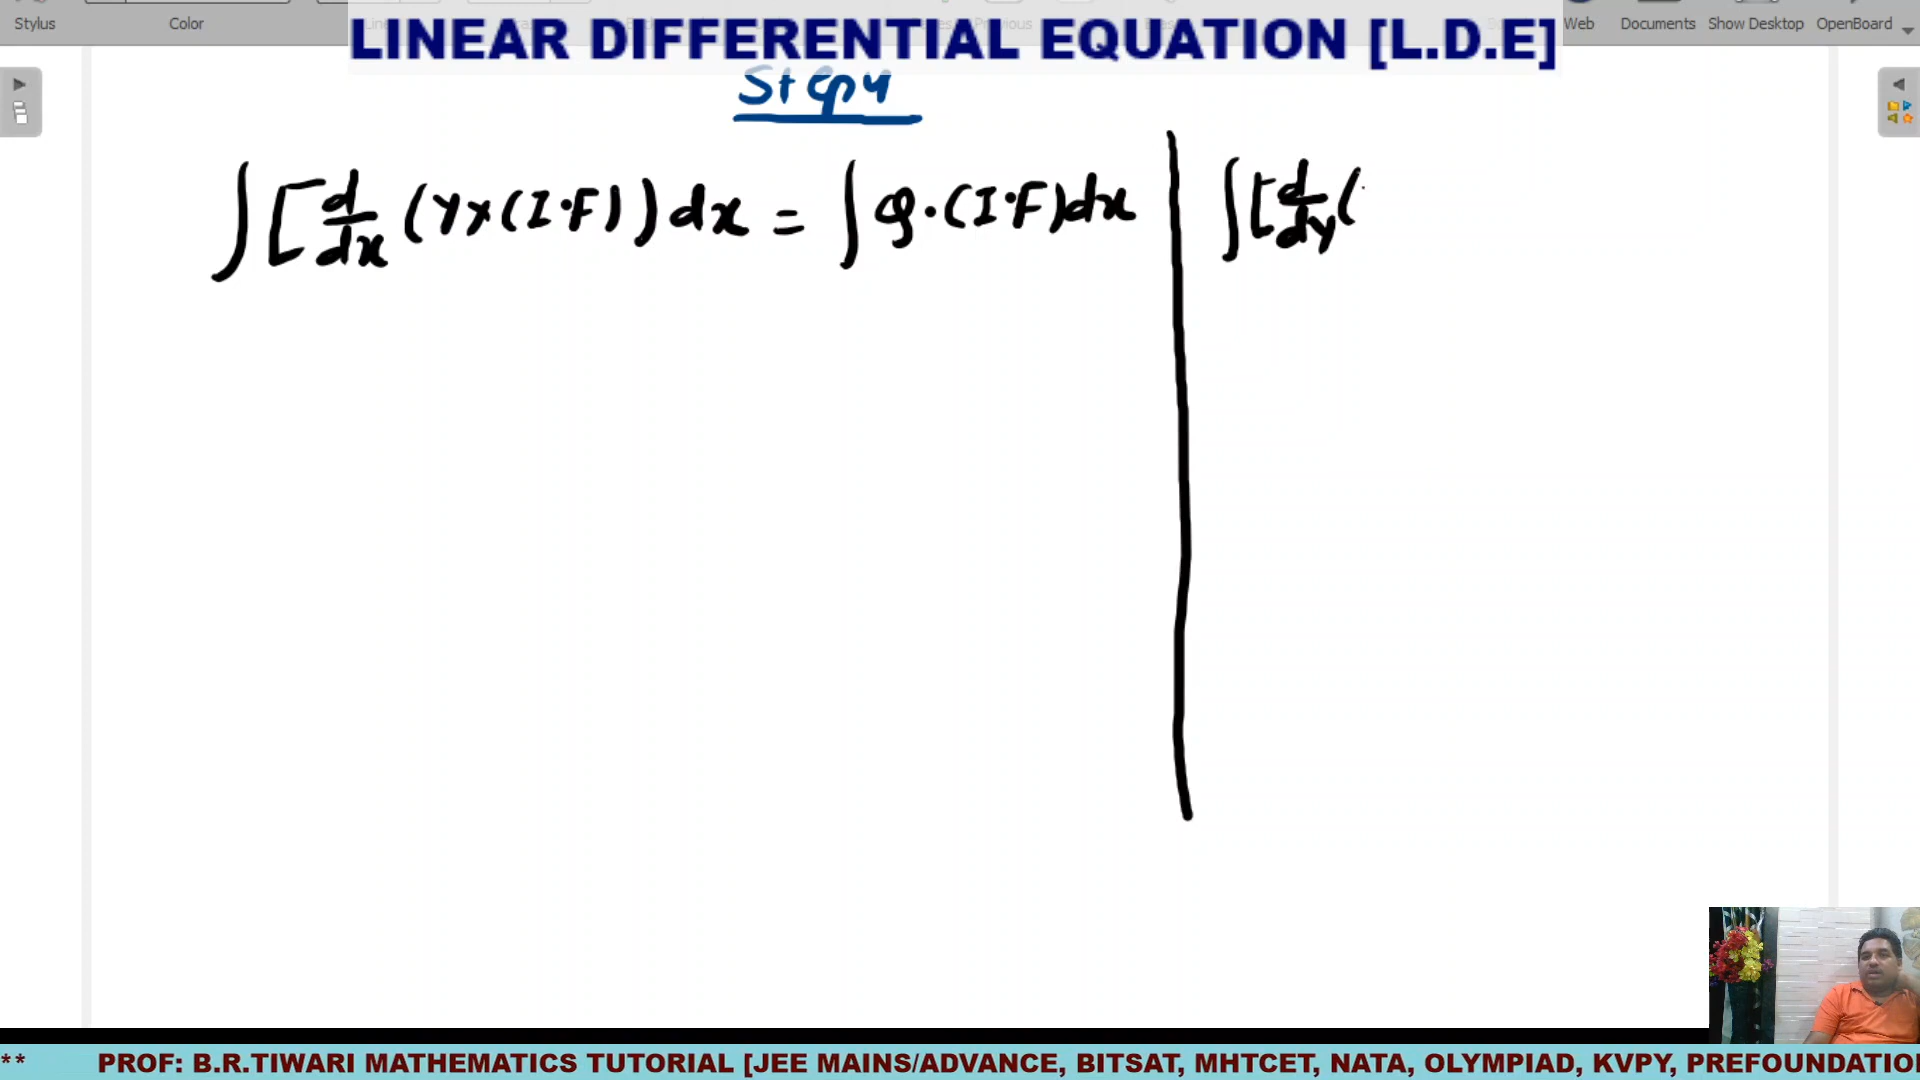 Stylus Color Web Documents Show Desktop OpenBoard
LINEAR DIFFERENTIAL EQUATION [L.D.E]
Step 4
∫ [d/dx (y×(I·F)) dx = ∫ Q·(I·F)dx
∫ [d/dy (
** PROF: B.R.TIWARI MATHEMATICS TUTORIAL [JEE MAINS/ADVANCE, BITSAT, MHTCET, NATA, OLYMPIAD, KVPY, PREFOUNDATIO